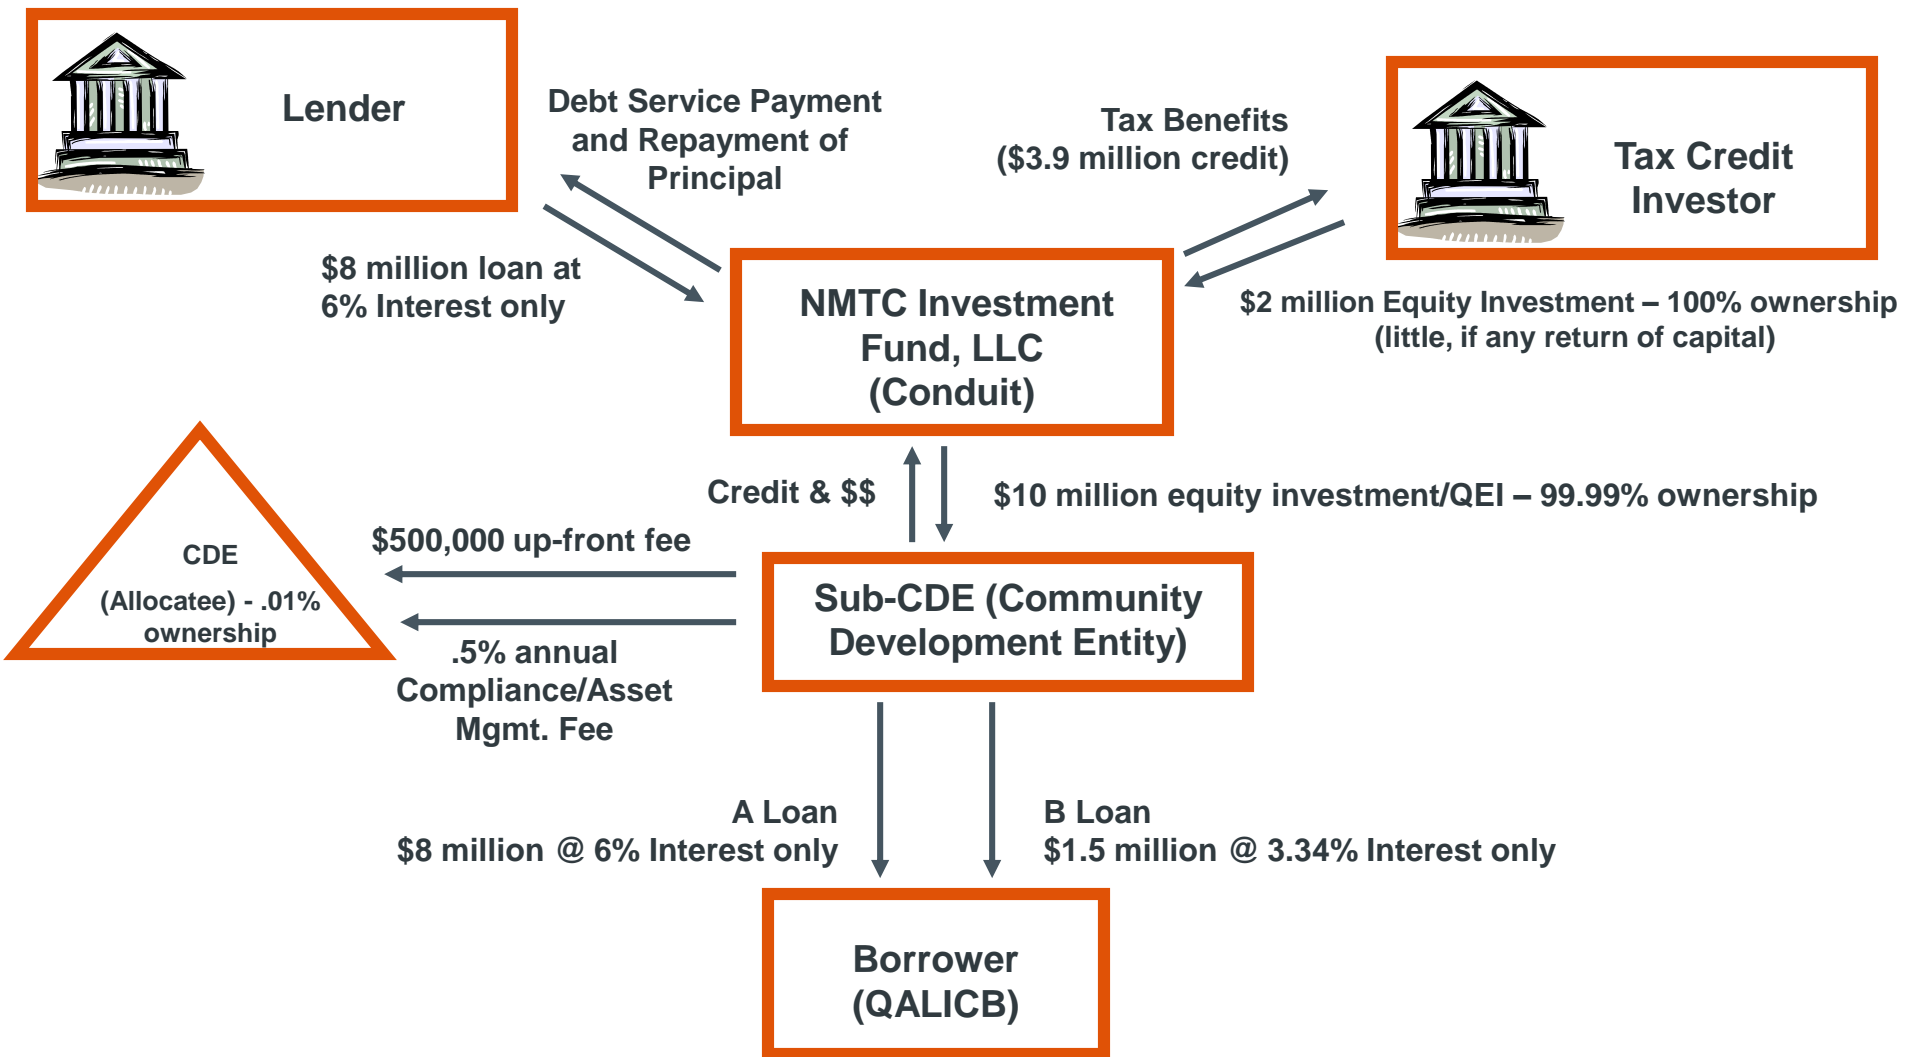 Lender
Debt Service Payment
and Repayment of
Principal
Tax Benefits
($3.9 million credit)
Tax Credit
Investor
$8 million loan at
6% Interest only
NMTC Investment
Fund, LLC
(Conduit)
$2 million Equity Investment – 100% ownership
(little, if any return of capital)
Credit & $$
$10 million equity investment/QEI – 99.99% ownership
CDE
(Allocatee) - .01%
ownership
$500,000 up-front fee
.5% annual
Compliance/Asset
Mgmt. Fee
Sub-CDE (Community
Development Entity)
A Loan
$8 million @ 6% Interest only
B Loan
$1.5 million @ 3.34% Interest only
Borrower
(QALICB)